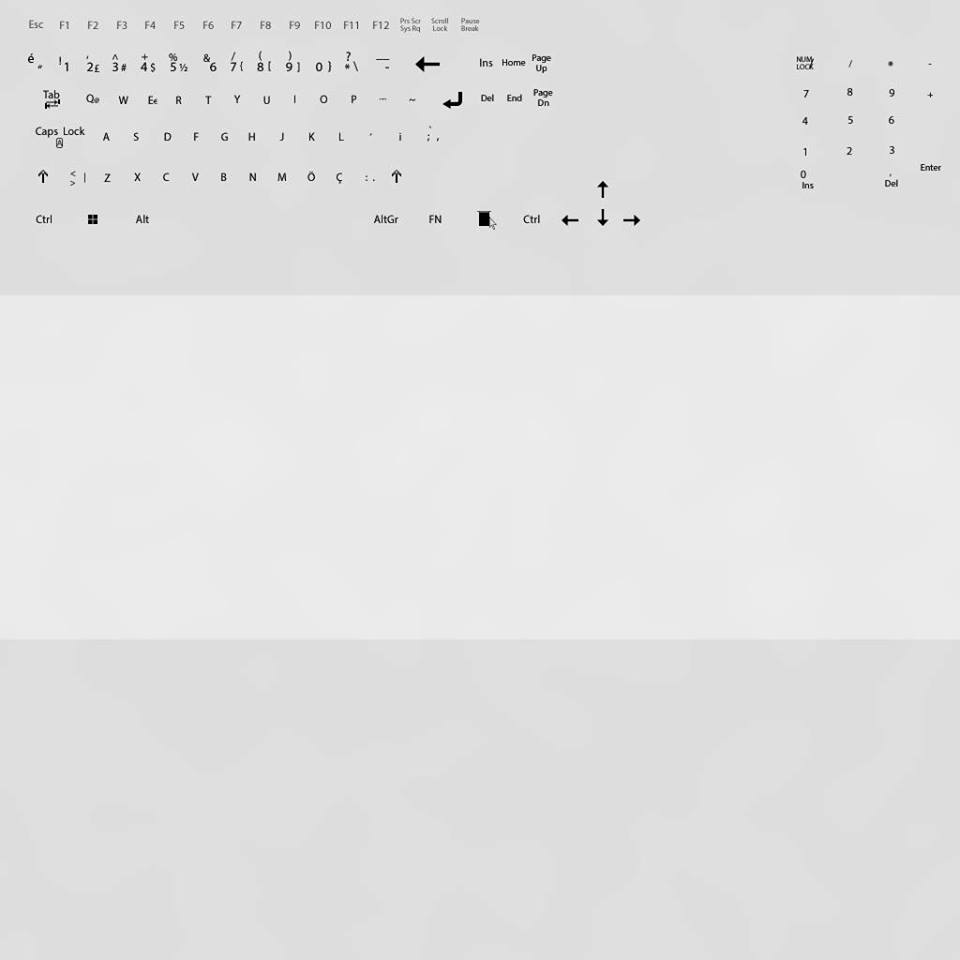 Esc F1 F2 F3 F4 F5 F6 F7 F8 F9 F10 F11 F12 Prs Scr Sys Rq Scroll Lock Pause Break
é " ! 1 ' 2 £ ^ 3 # + 4 $ % 5 ½ & 6 / 7 { ( 8 [ ) 9 ] 0 } ? * \ _ - Ins Home Page Up NUM LOCK / * -
Tab Q@ W E€ R T Y U I O P ¨ ~ Del End Page Dn 7 8 9 +
Caps Lock A A S D F G H J K L ´ i ` ; , 4 5 6
< > | Z X C V B N M Ö Ç : . 1 2 3 Enter
0 Ins , Del
Ctrl Alt AltGr FN Ctrl